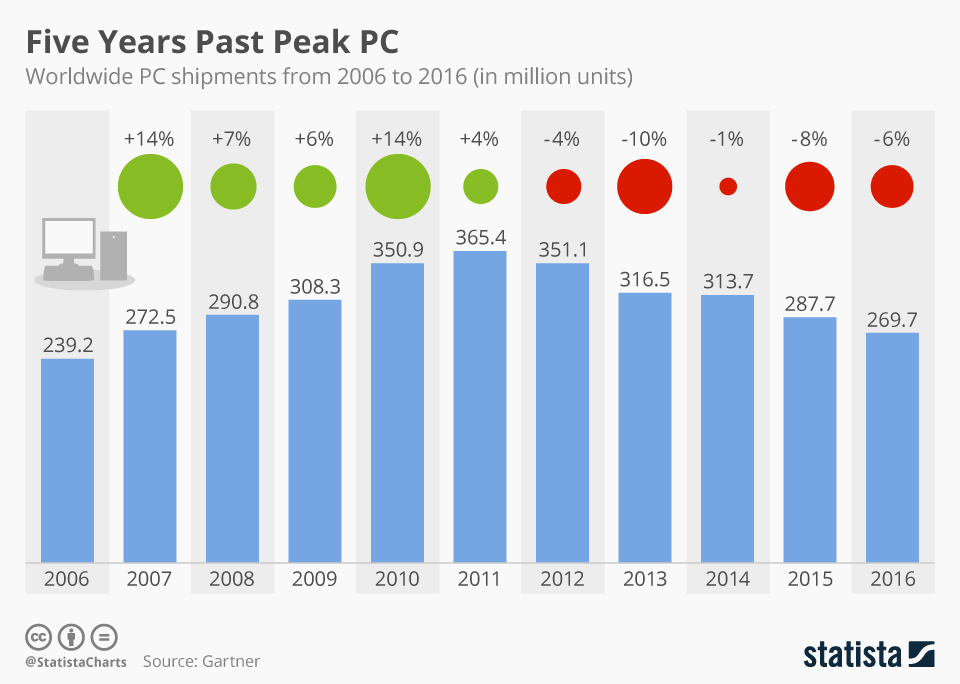 Five Years Past Peak PC
Worldwide PC shipments from 2006 to 2016 (in million units)
+14% +7% +6% +14% +4% -4% -10% -1% -8% -6%
239.2 272.5 290.8 308.3 350.9 365.4 351.1 316.5 313.7 287.7 269.7
2006 2007 2008 2009 2010 2011 2012 2013 2014 2015 2016
cc
@StatistaCharts Source: Gartner
statista